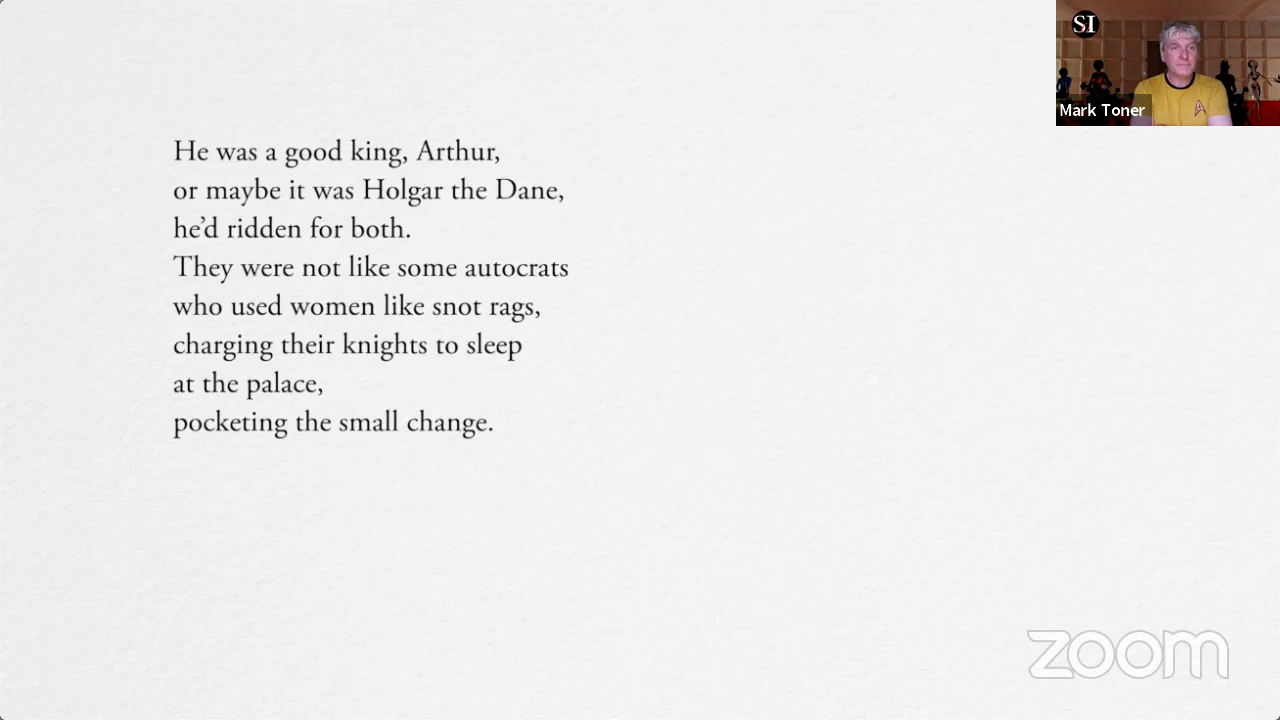 SI
Mark Toner
He was a good king, Arthur,
or maybe it was Holgar the Dane,
he’d ridden for both.
They were not like some autocrats
who used women like snot rags,
charging their knights to sleep
at the palace,
pocketing the small change.
zoom